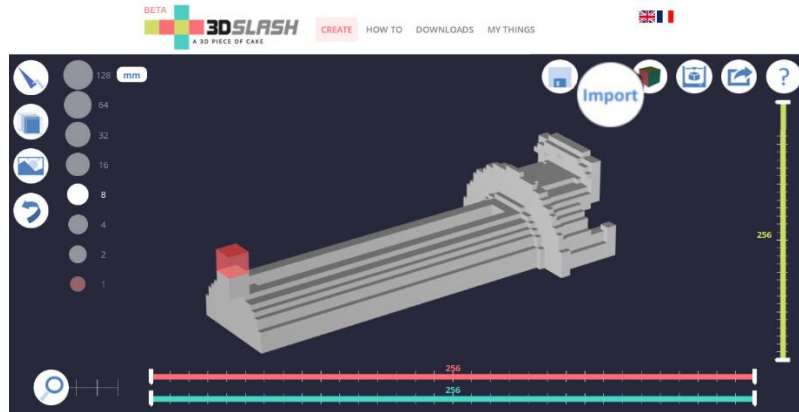 BETA
3DSLASH
A 3D PIECE OF CAKE
CREATE HOW TO DOWNLOADS MY THINGS
128 mm
64
32
16
8
4
2
1
Import
?
256
256
256